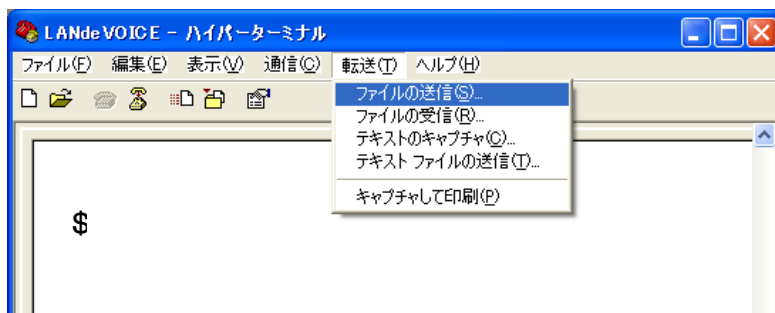 LANdeVOICE - ハイパーターミナル
ファイル(F) 編集(E) 表示(V) 通信(C) 転送(T) ヘルプ(H)
ファイルの送信(S)...
ファイルの受信(R)...
テキストのキャプチャ(C)...
テキスト ファイルの送信(T)...
キャプチャして印刷(P)
$